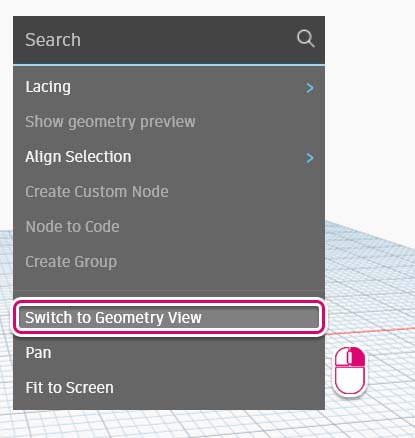 Search
Lacing
Show geometry preview
Align Selection
Create Custom Node
Node to Code
Create Group
Switch to Geometry View
Pan
Fit to Screen